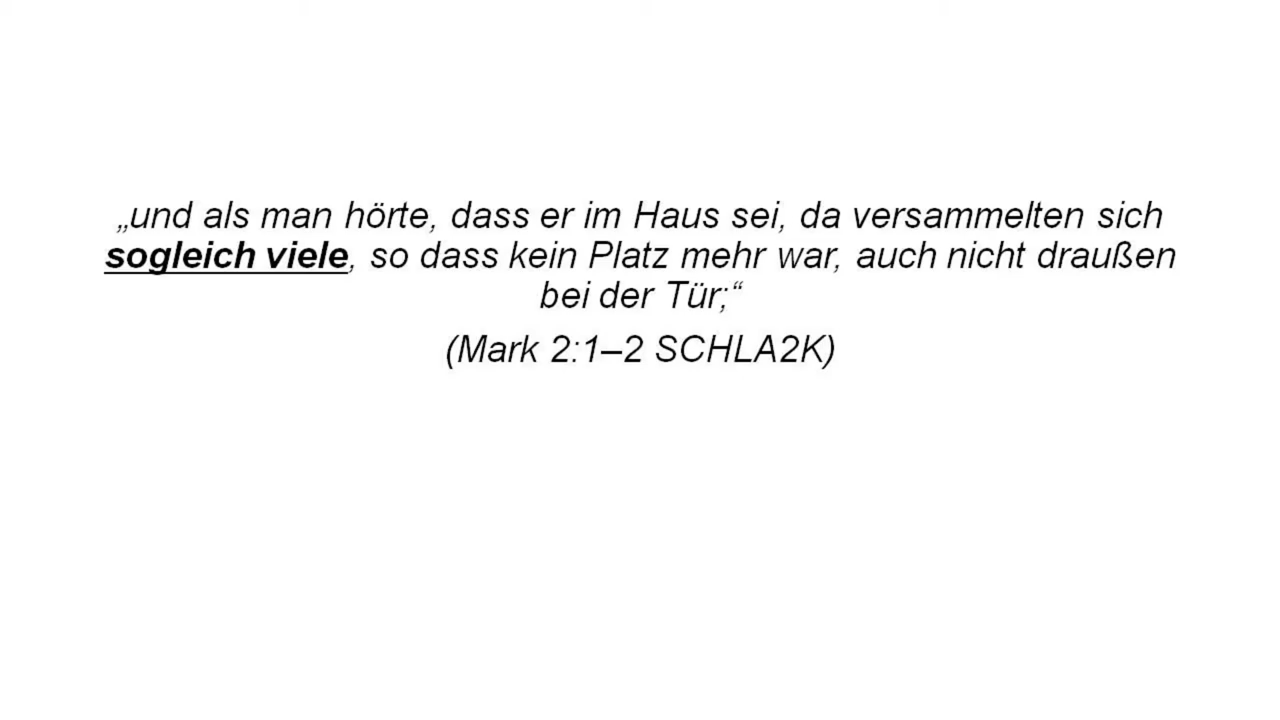 „und als man hörte, dass er im Haus sei, da versammelten sich
sogleich viele, so dass kein Platz mehr war, auch nicht draußen
bei der Tür;“
(Mark 2:1–2 SCHLA2K)